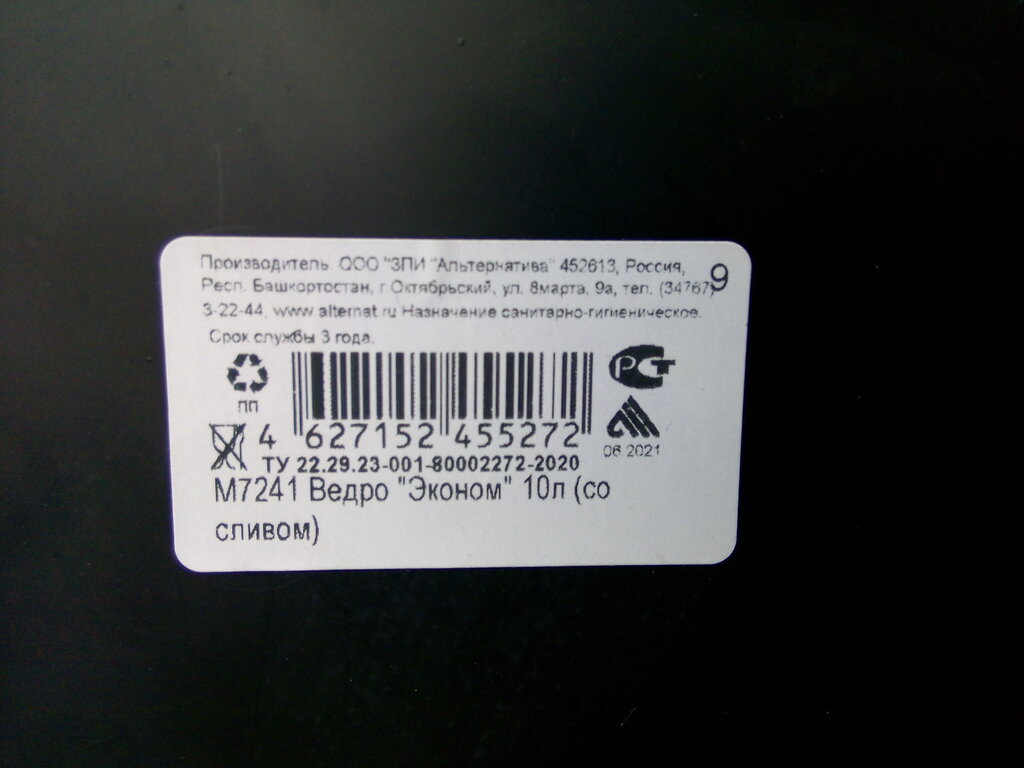 Производитель ООО "ЗПИ "Альтернатива" 452613, Россия,
Респ. Башкортостан, г Октябрьский, ул. 8марта, 9а, тел. (34767)
9
3-22-44, www alternat ru Назначение санитарно-гигиеническое.
Срок службы 3 года.
РСТ
ПП
4 627152 455272
06.2021
ТУ 22.29.23-001-80002272-2020
М7241 Ведро "Эконом" 10л (со
сливом)